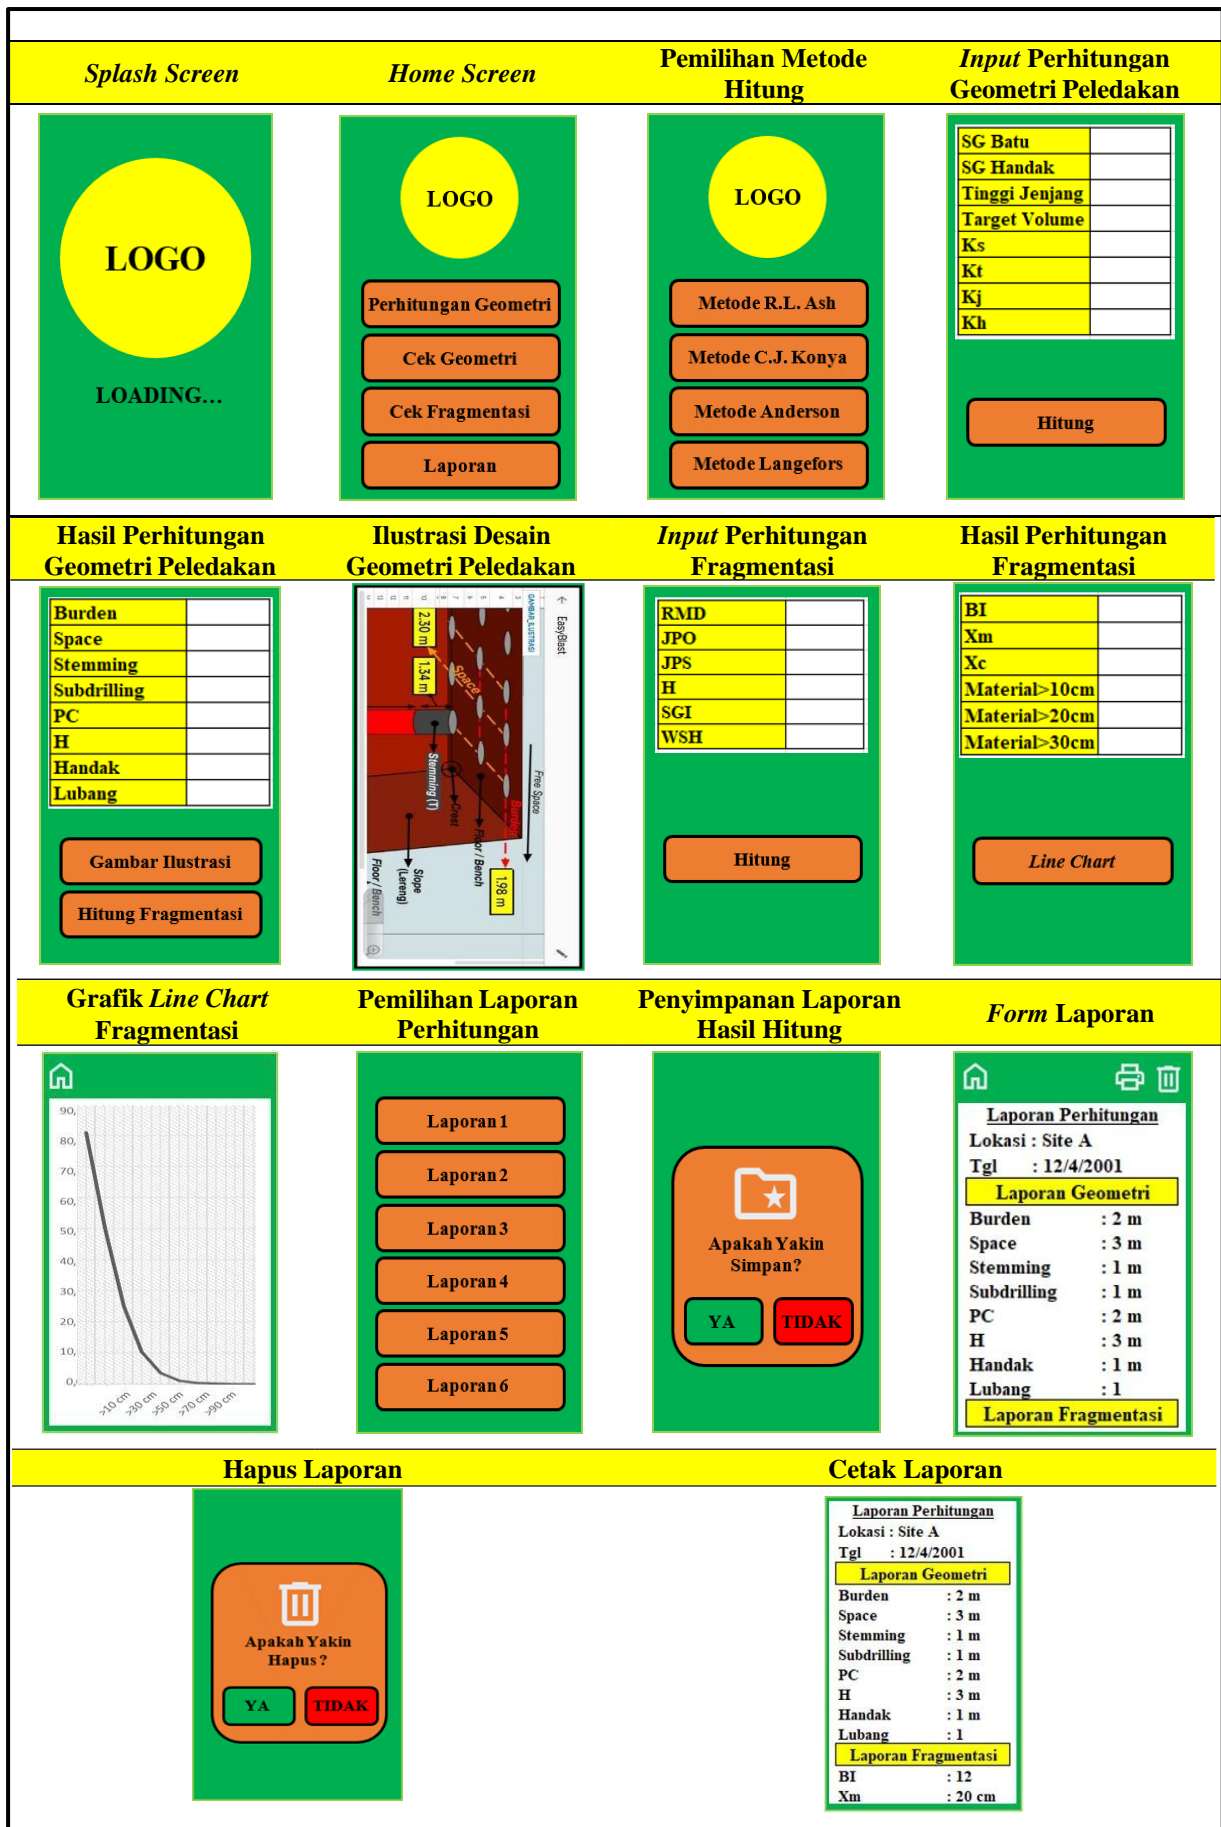 Splash Screen
Home Screen
Pemilihan Metode
Hitung
Input Perhitungan
Geometri Peledakan
LOGO
LOADING...
LOGO
Perhitungan Geometri
Cek Geometri
Cek Fragmentasi
Laporan
LOGO
Metode R.L. Ash
Metode C.J. Konya
Metode Anderson
Metode Langefors
SG Batu
SG Handak
Tinggi Jenjang
Target Volume
Ks
Kt
Kj
Kh
Hitung
Hasil Perhitungan
Geometri Peledakan
Ilustrasi Desain
Geometri Peledakan
Input Perhitungan
Fragmentasi
Hasil Perhitungan
Fragmentasi
Burden
Space
Stemming
Subdrilling
PC
H
Handak
Lubang
Gambar Ilustrasi
Hitung Fragmentasi
EasyBlast
GAMBAR_ILUSTRASI
2.30 m
1.34 m
Space
Stemming (T)
Crest
Free Space
Burden
Floor / Bench
1.98 m
Slope
(Lereng)
Floor / Bench
RMD
JPO
JPS
H
SGI
WSH
Hitung
BI
Xm
Xc
Material>10cm
Material>20cm
Material>30cm
Line Chart
Grafik Line Chart
Fragmentasi
Pemilihan Laporan
Perhitungan
Penyimpanan Laporan
Hasil Hitung
Form Laporan
90,
80,
70,
60,
50,
40,
30,
20,
10,
0,
>10 cm
>30 cm
>50 cm
>70 cm
>90 cm
Laporan 1
Laporan 2
Laporan 3
Laporan 4
Laporan 5
Laporan 6
Apakah Yakin
Simpan?
YA
TIDAK
Laporan Perhitungan
Lokasi : Site A
Tgl : 12/4/2001
Laporan Geometri
Burden : 2 m
Space : 3 m
Stemming : 1 m
Subdrilling : 1 m
PC : 2 m
H : 3 m
Handak : 1 m
Lubang : 1
Laporan Fragmentasi
Hapus Laporan
Cetak Laporan
Apakah Yakin
Hapus ?
YA
TIDAK
Laporan Perhitungan
Lokasi : Site A
Tgl : 12/4/2001
Laporan Geometri
Burden : 2 m
Space : 3 m
Stemming : 1 m
Subdrilling : 1 m
PC : 2 m
H : 3 m
Handak : 1 m
Lubang : 1
Laporan Fragmentasi
BI : 12
Xm : 20 cm